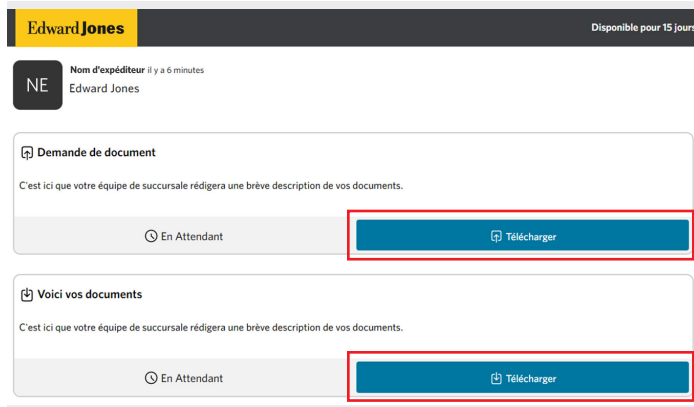 Edward Jones
Disponible pour 15 jours
NE
Nom d'expéditeur il y a 6 minutes
Edward Jones
Demande de document
C'est ici que votre équipe de succursale rédigera une brève description de vos documents.
En Attendant
Télécharger
Voici vos documents
C'est ici que votre équipe de succursale rédigera une brève description de vos documents.
En Attendant
Télécharger